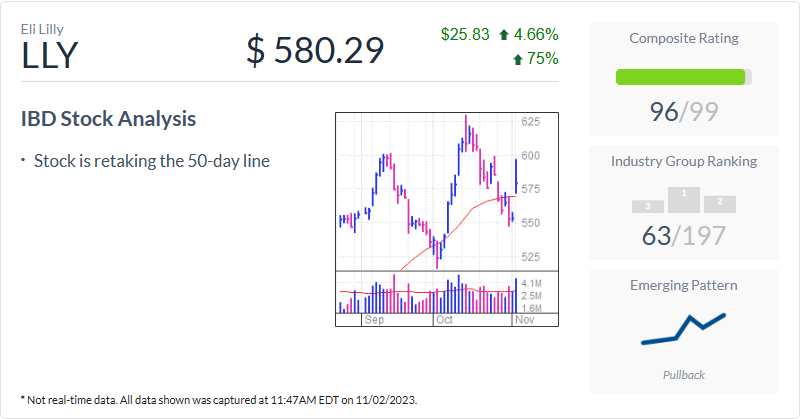 Eli Lilly
LLY
$ 580.29
$25.83 4.66%
75%
IBD Stock Analysis
• Stock is retaking the 50-day line
625
600
575
550
525
4.1M
2.5M
1.6M
Sep Oct Nov
* Not real-time data. All data shown was captured at 11:47AM EDT on 11/02/2023.
Composite Rating
96/99
Industry Group Ranking
3 1 2
63/197
Emerging Pattern
Pullback